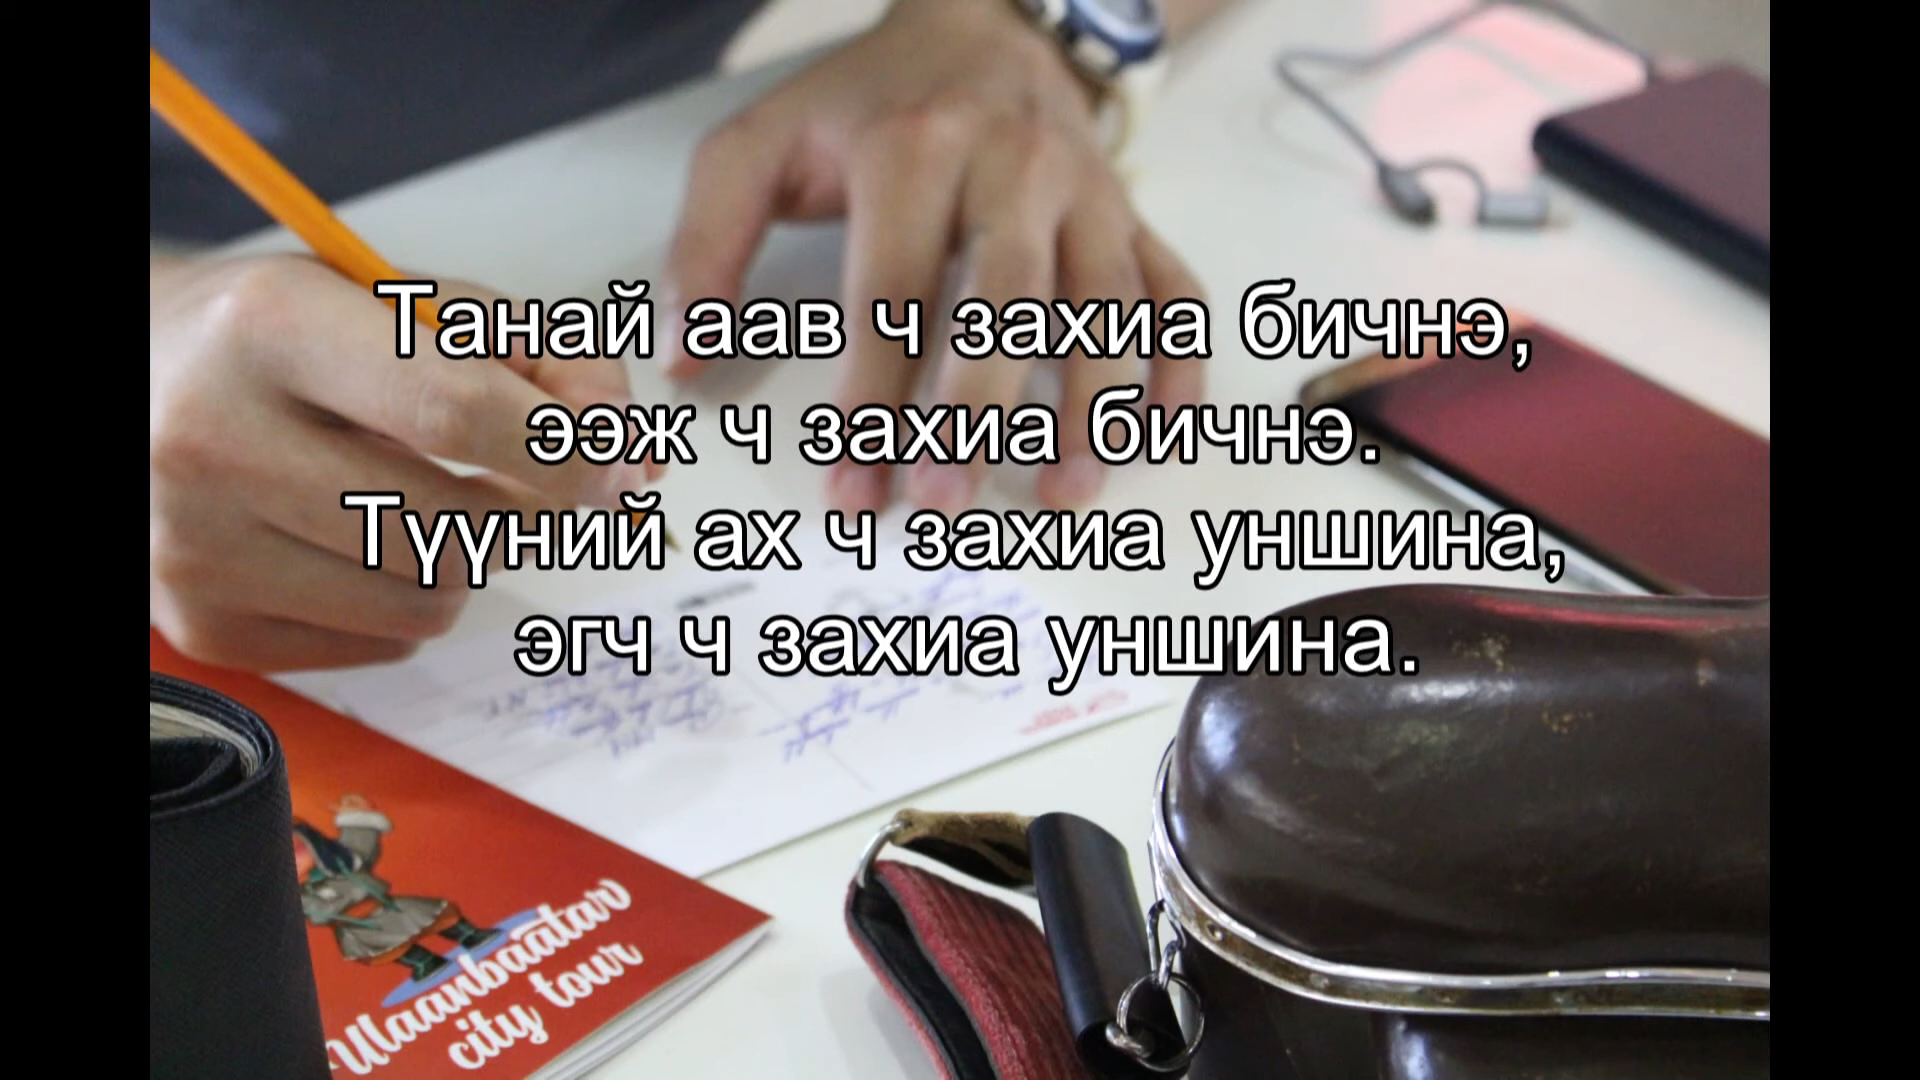 Танай аав ч захиа бичнэ,
ээж ч захиа бичнэ.
Түүний ах ч захиа уншина,
эгч ч захиа уншина.
Ulaanbaatar
city tour